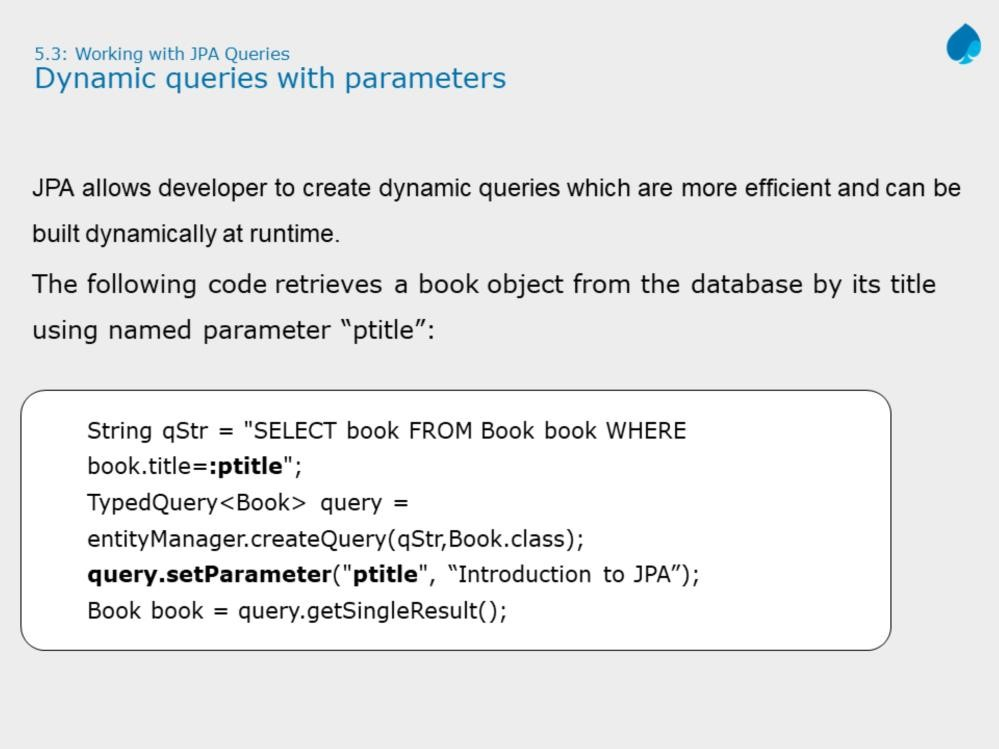 5.3: Working with JPA Queries
Dynamic queries with parameters
JPA allows developer to create dynamic queries which are more efficient and can be
built dynamically at runtime.
The following code retrieves a book object from the database by its title
using named parameter “ptitle”:
String qStr = "SELECT book FROM Book book WHERE
book.title=:ptitle";
TypedQuery<Book> query =
entityManager.createQuery(qStr,Book.class);
query.setParameter("ptitle", “Introduction to JPA”);
Book book = query.getSingleResult();